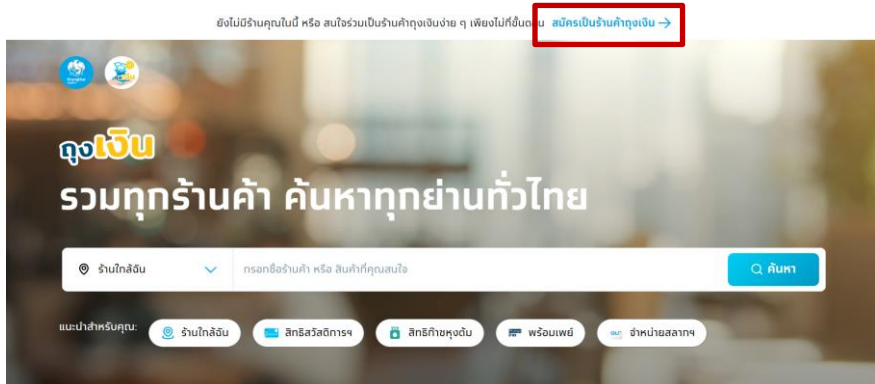 ยังไม่มีร้านคุณในนี้ หรือ สนใจร่วมเป็นร้านค้าถุงเงินง่าย ๆ เพียงไม่กี่ขั้นตอน สมัครเป็นร้านค้าถุงเงิน →
ถุงเงิน
รวมทุกร้านค้า ค้นหาทุกย่านทั่วไทย
ร้านใกล้ฉัน กรอกชื่อร้านค้า หรือ สินค้าที่คุณสนใจ ค้นหา
แนะนำสำหรับคุณ: ร้านใกล้ฉัน สิทธิสวัสดิการฯ สิทธิก๊าซหุงต้ม พร้อมเพย์ จำหน่ายสลากฯ